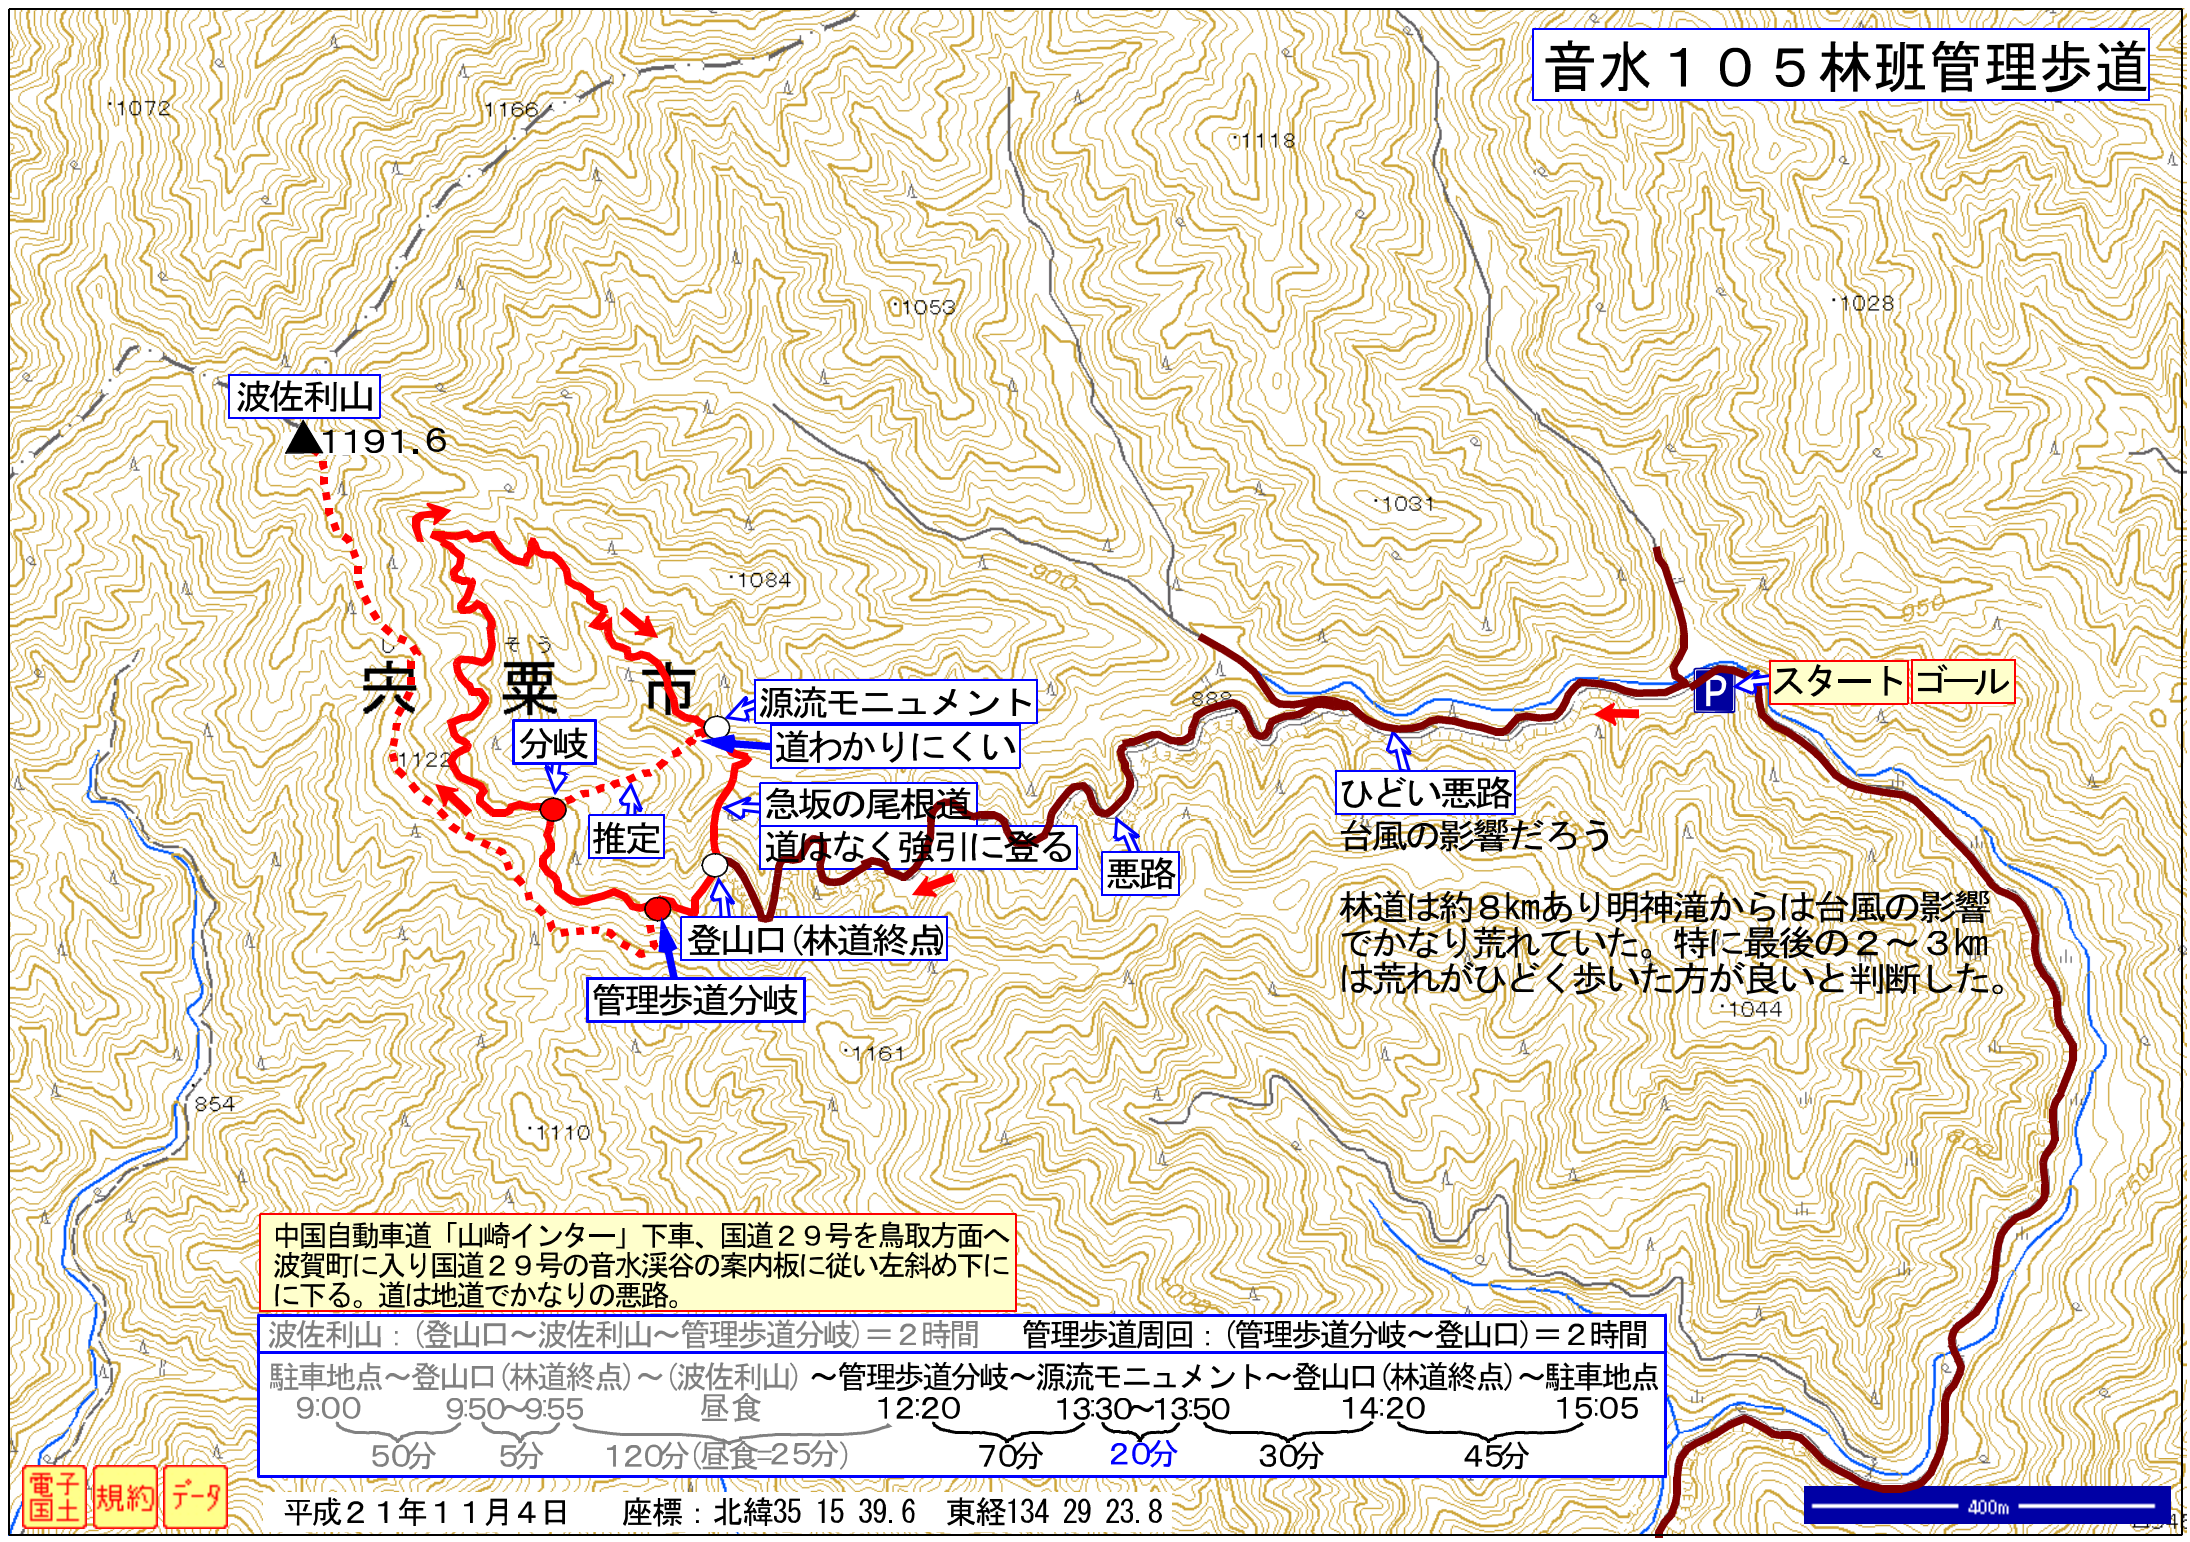 音水１０５林班管理歩道
1072
1166
1118
1053
1028
波佐利山
1191.6
1031
1084
900
950
し
そう
宍粟市
888
スタート ゴール
P
源流モニュメント
道わかりにくい
分岐
1122
急坂の尾根道
道はなく強引に登る
推定
ひどい悪路
台風の影響だろう
悪路
登山口(林道終点)
管理歩道分岐
林道は約８㎞あり明神滝からは台風の影響
でかなり荒れていた。特に最後の２～３㎞
は荒れがひどく歩いた方が良いと判断した。
1044
1161
854
1110
800
750
1000
中国自動車道「山崎インター」下車、国道２９号を鳥取方面へ
波賀町に入り国道２９号の音水渓谷の案内板に従い左斜め下に
に下る。道は地道でかなりの悪路。
波佐利山：(登山口～波佐利山～管理歩道分岐)＝２時間 管理歩道周回：(管理歩道分岐～登山口)＝２時間
駐車地点～登山口(林道終点)～(波佐利山)～管理歩道分岐～源流モニュメント～登山口(林道終点)～駐車地点
9:00 9:50～9:55 昼食 12:20 13:30～13:50 14:20 15:05
50分 5分 120分(昼食=25分) 70分 20分 30分 45分
電子国土 規約 データ
平成２１年１１月４日 座標：北緯35 15 39.6 東経134 29 23.8
400m